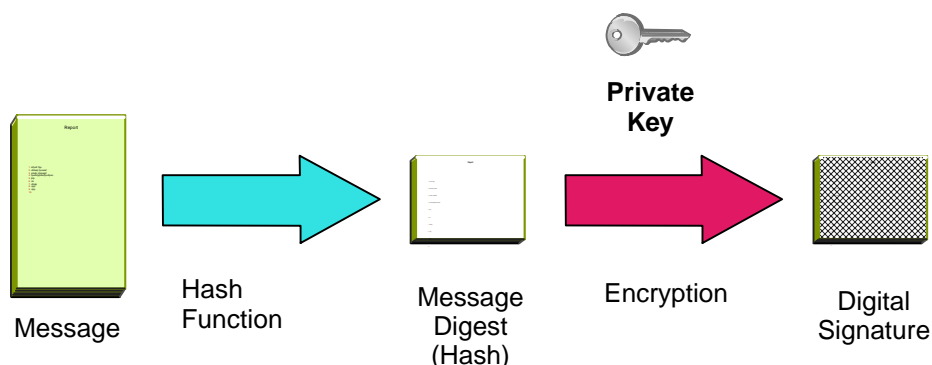 Private
Key
Report
Hash
Function
Message
Digest
(Hash)
Encryption
Digital
Signature
Message